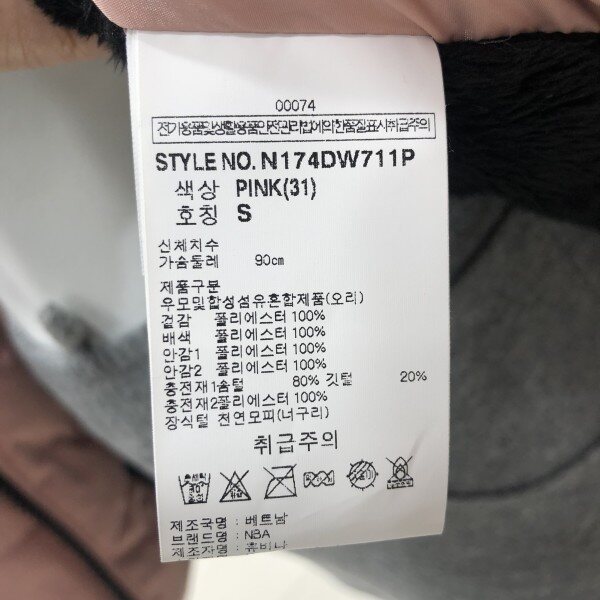 00074
전기용품및생활용품안전관리법에의한품질표시취급주의
STYLE NO. N174DW711P
색상 PINK(31)
호칭 S
신체치수
가슴둘레 90cm
제품구분
우모및합성섬유혼합제품(오리)
겉감 폴리에스터 100%
배색 폴리에스터 100%
안감1 폴리에스터 100%
안감2 폴리에스터 100%
충전재1솜털 80% 깃털 20%
충전재2폴리에스터 100%
장식털 천연모피(너구리)
취급주의
제조국명 : 베트남
브랜드명 : NBA
제조자명 :